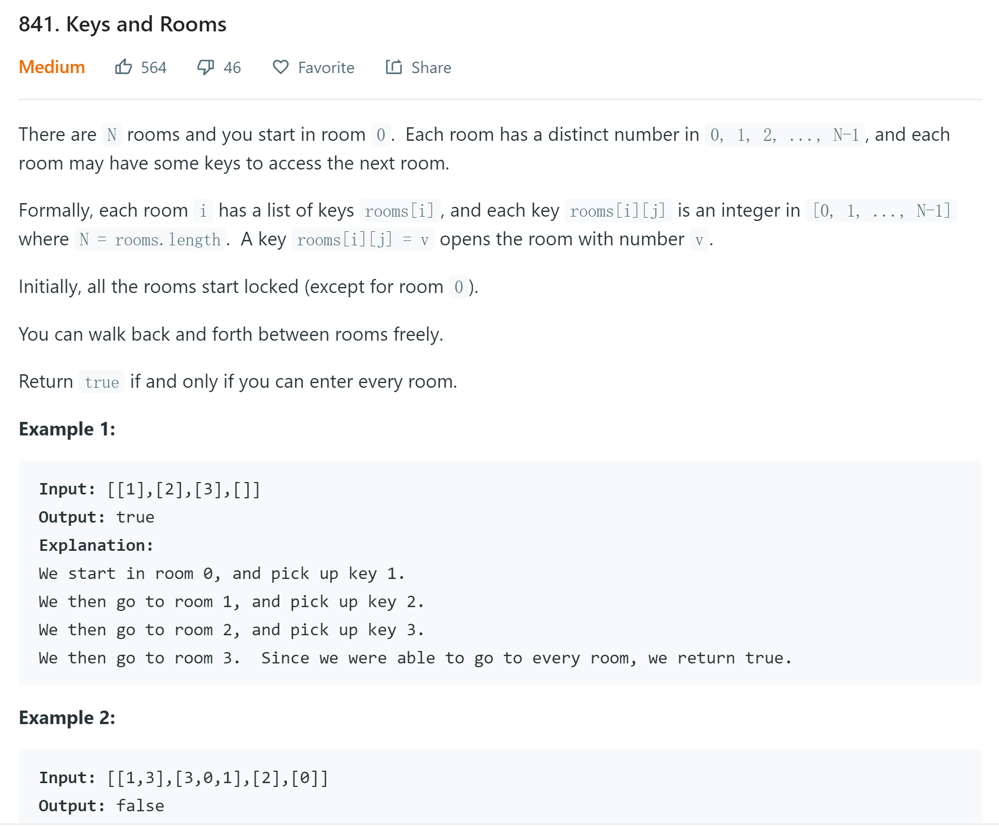 841. Keys and Rooms
Medium 564 46 Favorite Share
There are N rooms and you start in room 0. Each room has a distinct number in 0, 1, 2, ..., N-1, and each
room may have some keys to access the next room.
Formally, each room i has a list of keys rooms[i], and each key rooms[i][j] is an integer in [0, 1, ..., N-1]
where N = rooms.length. A key rooms[i][j] = v opens the room with number v.
Initially, all the rooms start locked (except for room 0).
You can walk back and forth between rooms freely.
Return true if and only if you can enter every room.
Example 1:
Input: [[1],[2],[3],[]]
Output: true
Explanation:
We start in room 0, and pick up key 1.
We then go to room 1, and pick up key 2.
We then go to room 2, and pick up key 3.
We then go to room 3.  Since we were able to go to every room, we return true.
Example 2:
Input: [[1,3],[3,0,1],[2],[0]]
Output: false